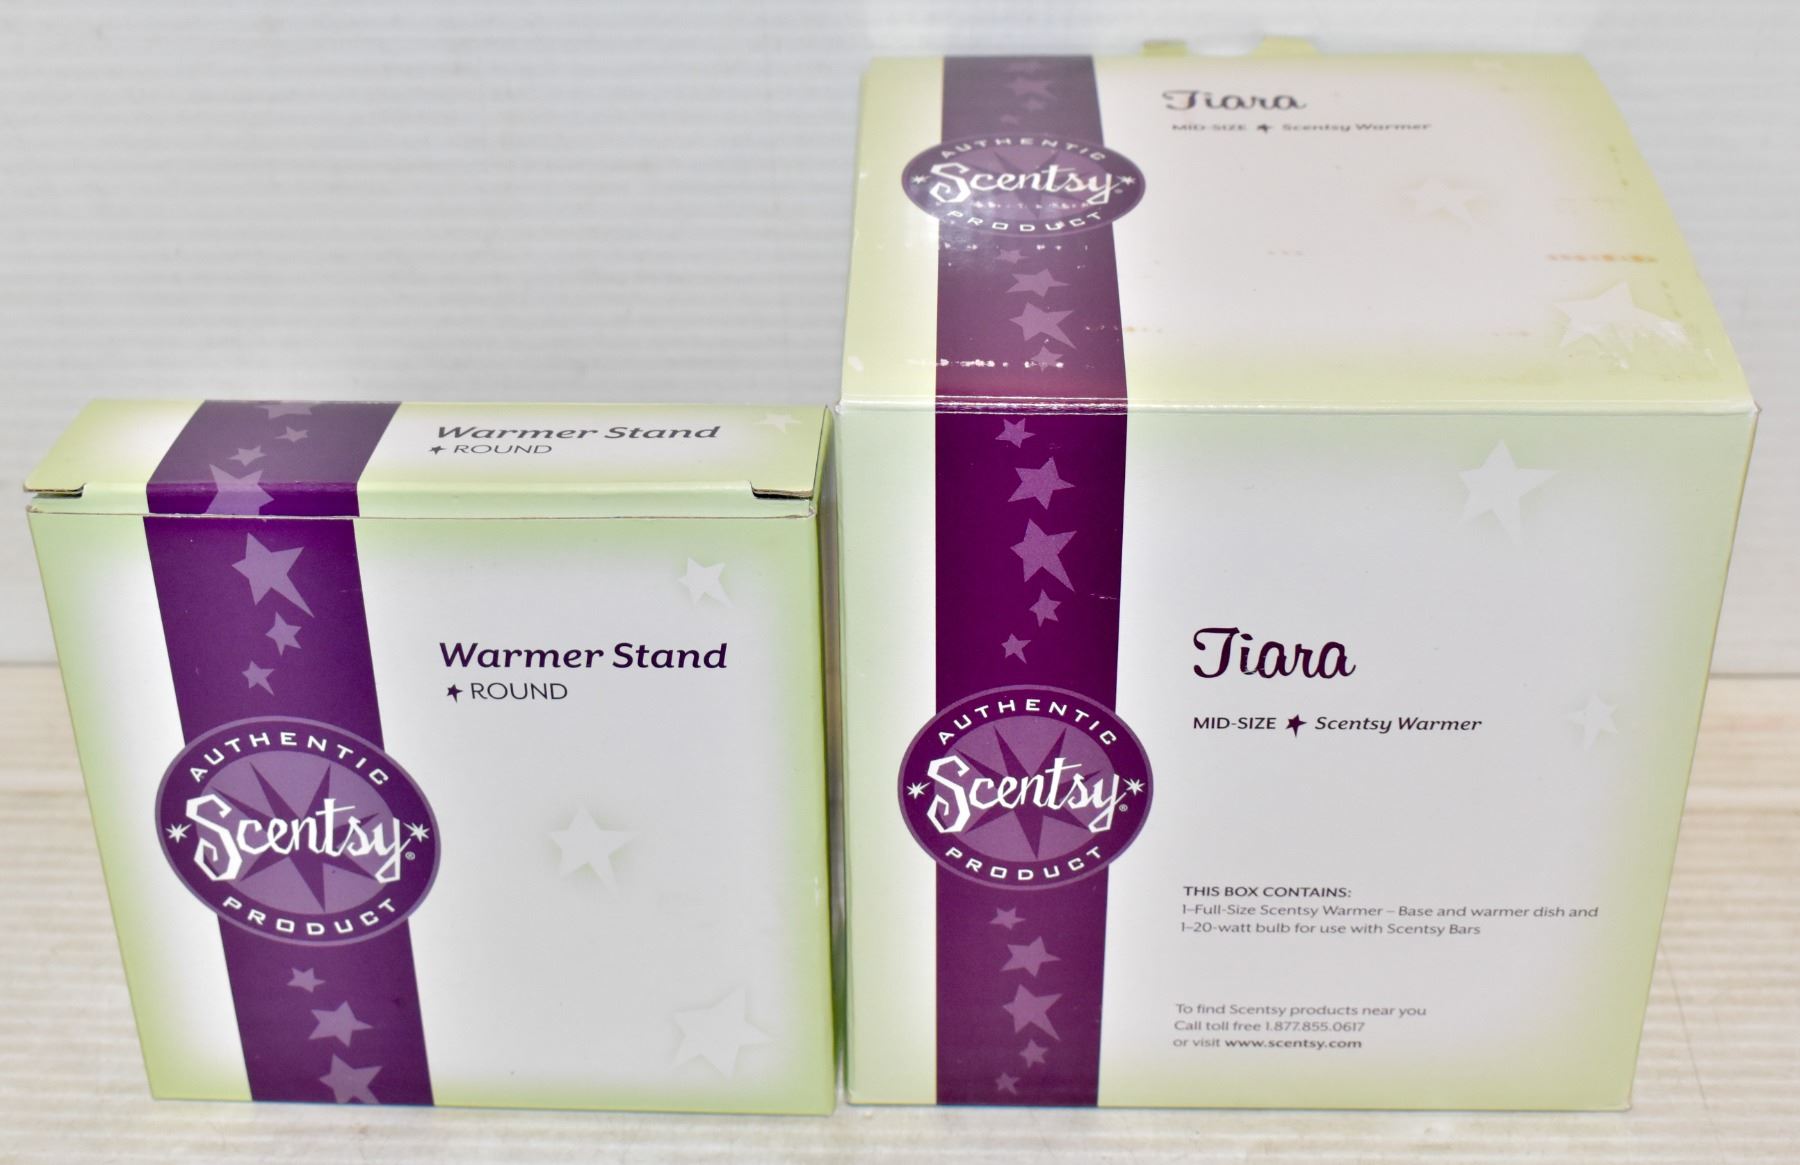 Warmer Stand
ROUND
Warmer Stand
ROUND
AUTHENTIC
Scentsy®
PRODUCT
Tiara
MID-SIZE Scentsy Warmer
AUTHENTIC
Scentsy®
PRODUCT
Tiara
MID-SIZE Scentsy Warmer
AUTHENTIC
Scentsy®
PRODUCT
THIS BOX CONTAINS:
1–Full-Size Scentsy Warmer – Base and warmer dish and
1–20-watt bulb for use with Scentsy Bars
To find Scentsy products near you
Call toll free 1.877.855.0617
or visit www.scentsy.com